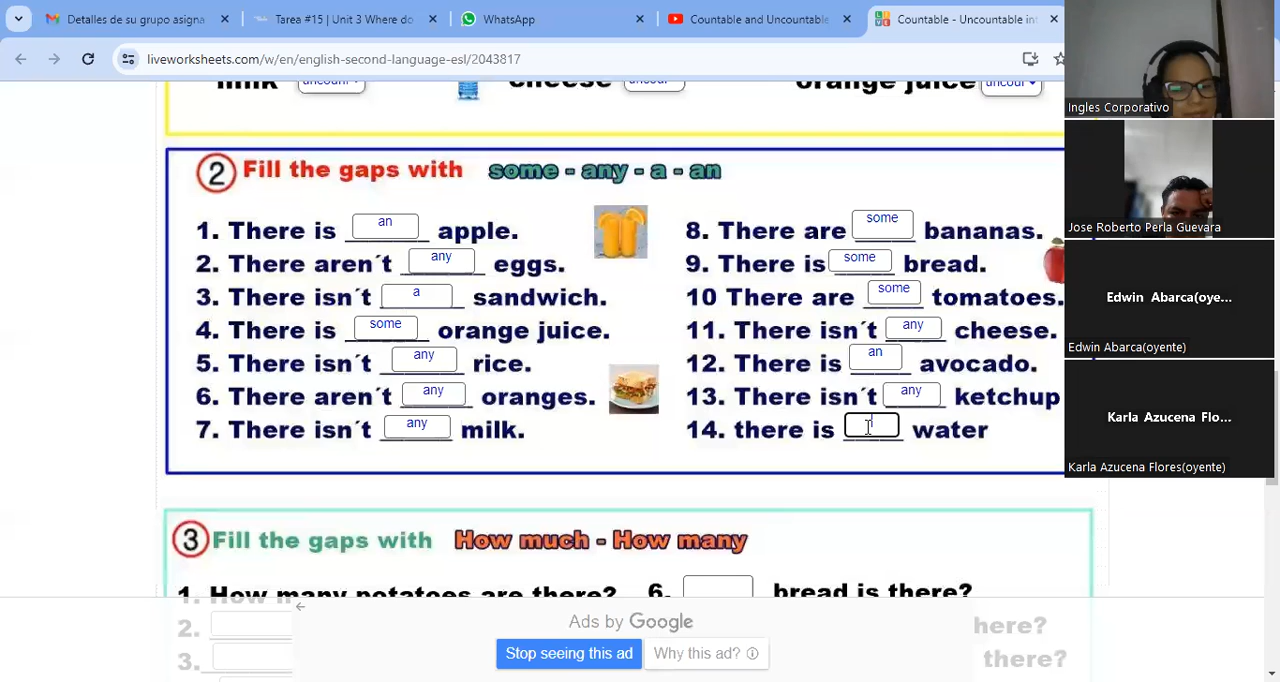 Detalles de su grupo asigna
Tarea #15 | Unit 3 Where do
WhatsApp
Countable and Uncountable
Countable - Uncountable in
liveworksheets.com/w/en/english-second-language-esl/2043817
milk
cheese
orange juice
2 Fill the gaps with some - any - a - an
1. There is an apple.
2. There aren´t any eggs.
3. There isn´t a sandwich.
4. There is some orange juice.
5. There isn´t any rice.
6. There aren´t any oranges.
7. There isn´t any milk.
8. There are some bananas.
9. There is some bread.
10 There are some tomatoes.
11. There isn´t any cheese.
12. There is an avocado.
13. There isn´t any ketchup
14. there is water
3 Fill the gaps with How much - How many
1. How many potatoes are there?
2.
3.
6. bread is there?
here?
there?
Ads by Google
Stop seeing this ad
Why this ad?
Ingles Corporativo
Jose Roberto Perla Guevara
Edwin Abarca(oye...
Edwin Abarca(oyente)
Karla Azucena Flo...
Karla Azucena Flores(oyente)